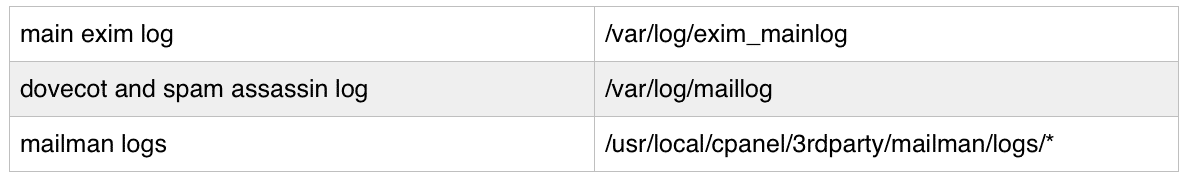 main exim log /var/log/exim_mainlog
dovecot and spam assassin log /var/log/maillog
mailman logs /usr/local/cpanel/3rdparty/mailman/logs/*